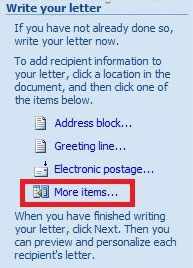 Write your letter
If you have not already done so,
write your letter now.
To add recipient information to
your letter, click a location in the
document, and then click one of
the items below.
Address block...
Greeting line...
Electronic postage...
More items...
When you have finished writing
your letter, click Next. Then you
can preview and personalize each
recipient's letter.